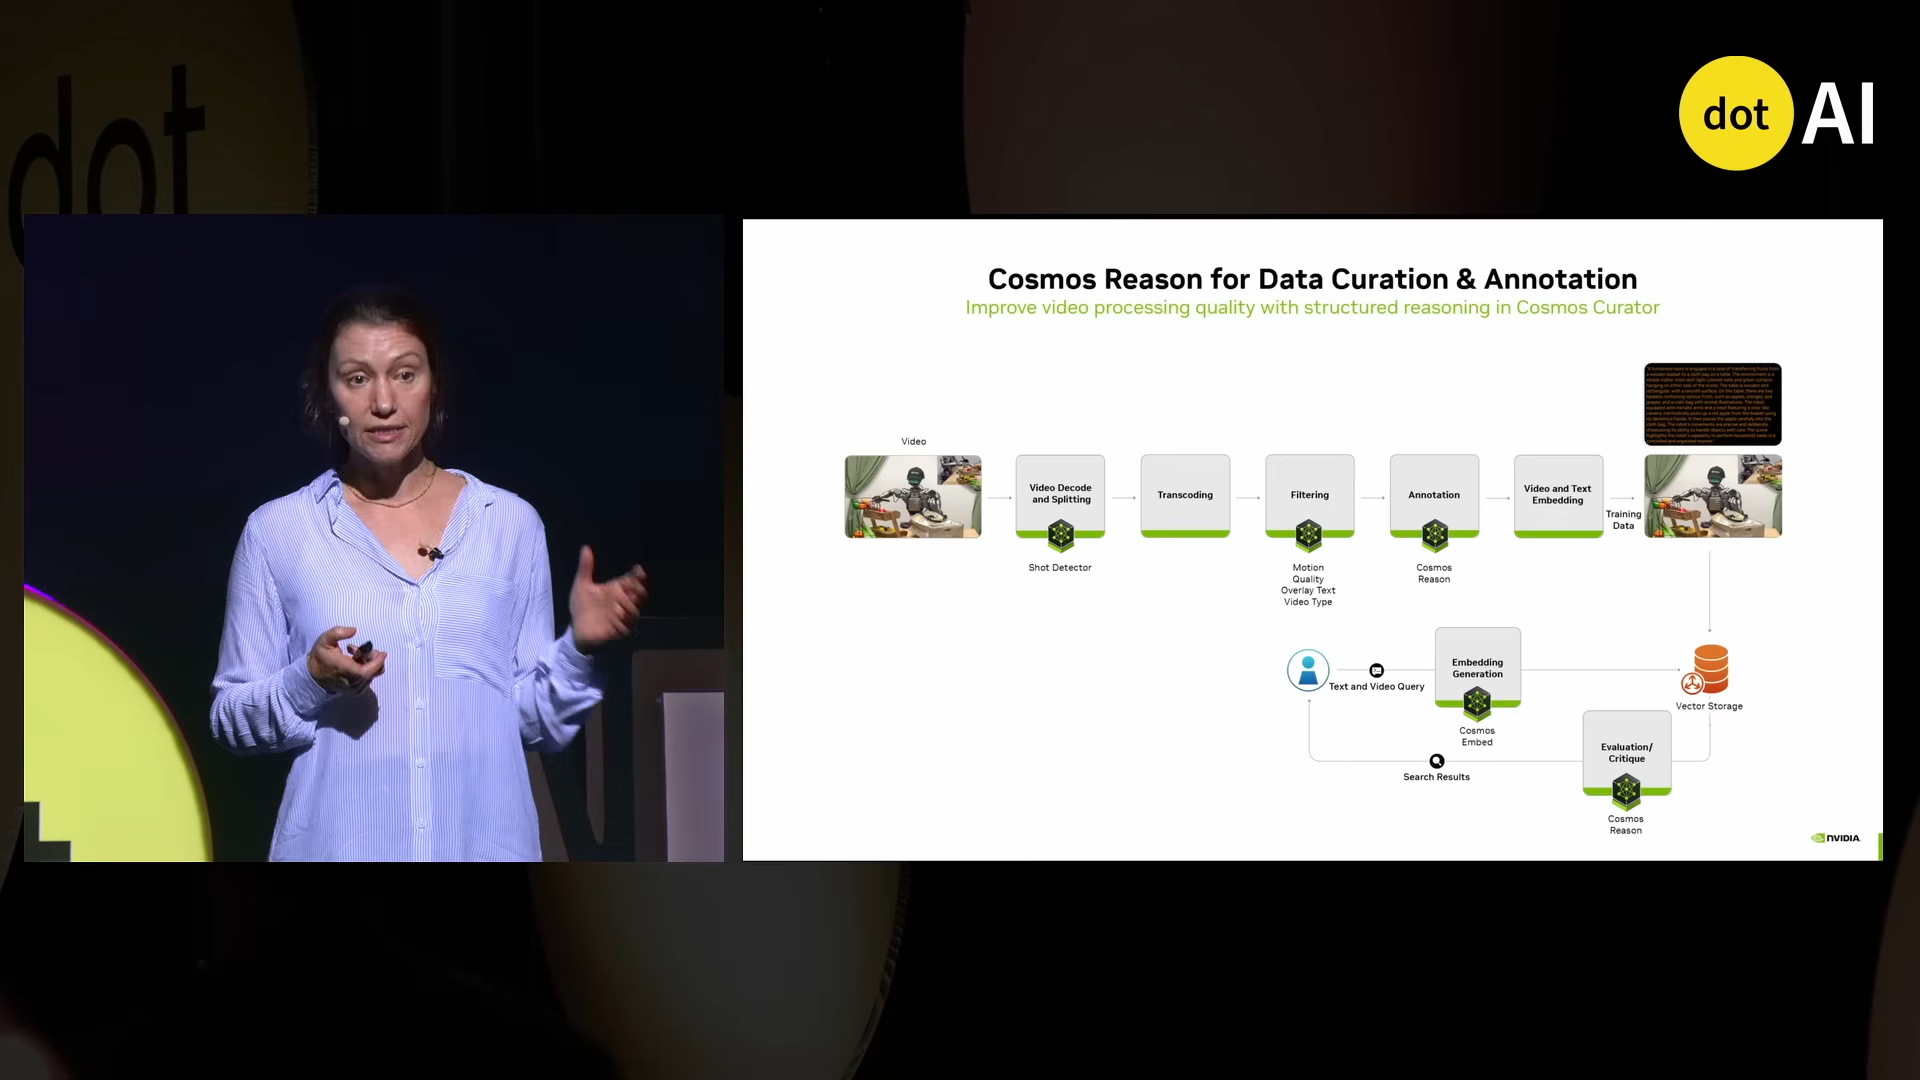 dot
dot AI
Cosmos Reason for Data Curation & Annotation
Improve video processing quality with structured reasoning in Cosmos Curator
Video
Video Decode
and Splitting
Shot Detector
Transcoding
Filtering
Motion
Quality
Overlay Text
Video Type
Annotation
Cosmos
Reason
Video and Text
Embedding
Training
Data
Text and Video Query
Embedding
Generation
Cosmos
Embed
Vector Storage
Evaluation/
Critique
Cosmos
Reason
Search Results
NVIDIA